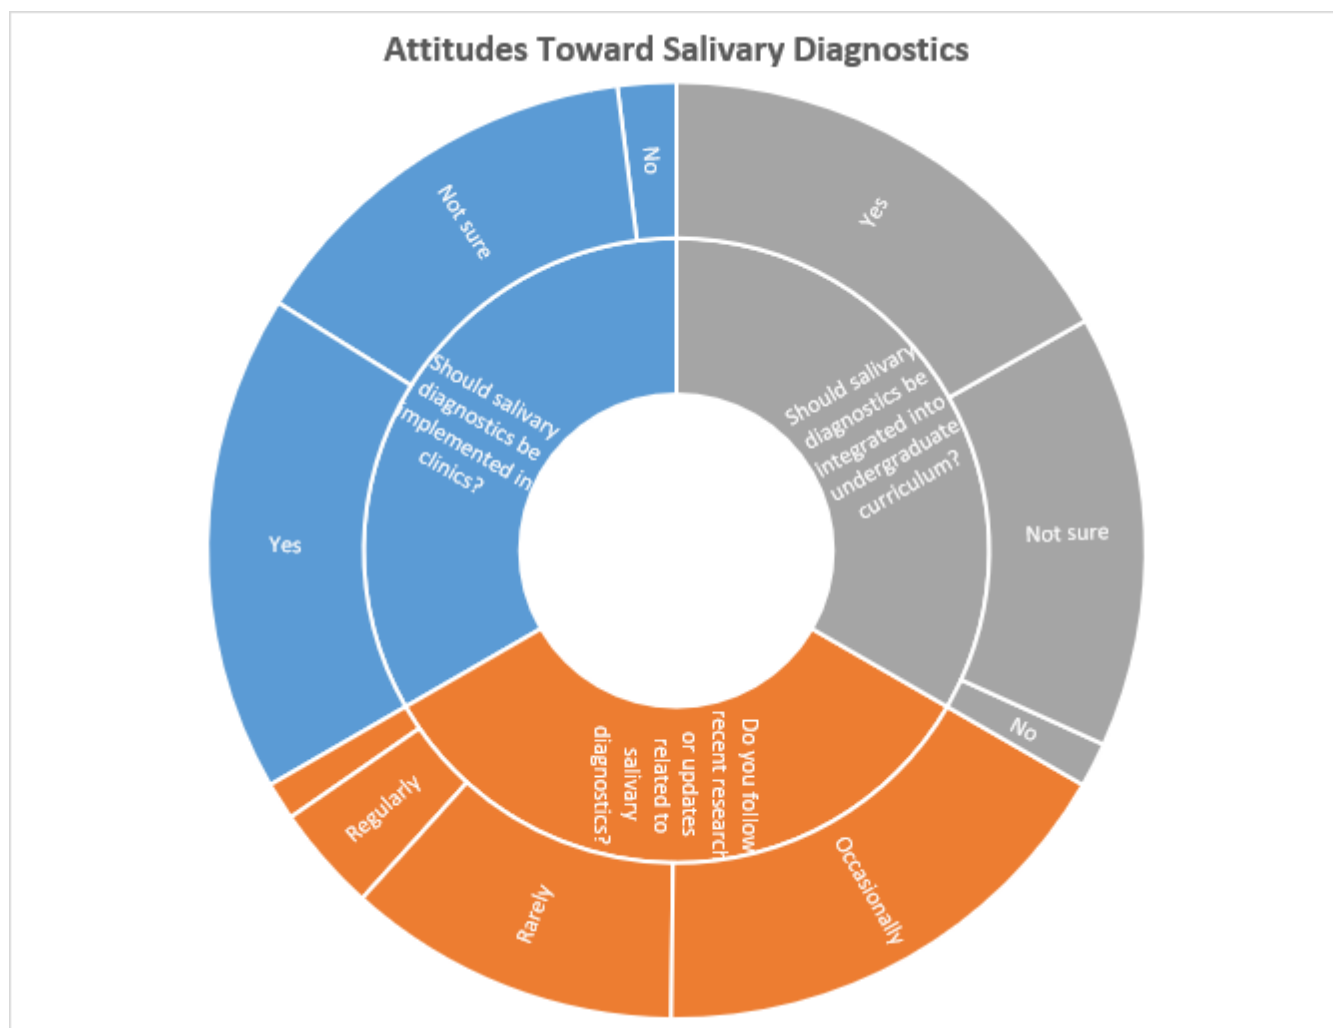 Attitudes Toward Salivary Diagnostics
No
Not sure
Yes
Should salivary
diagnostics be
implemented in
clinics?
Yes
Should salivary
diagnostics be
integrated into
undergraduate
curriculum?
Not sure
No
Do you follow
recent research
or updates
related to
salivary
diagnostics?
Regularly
Rarely
Occasionally